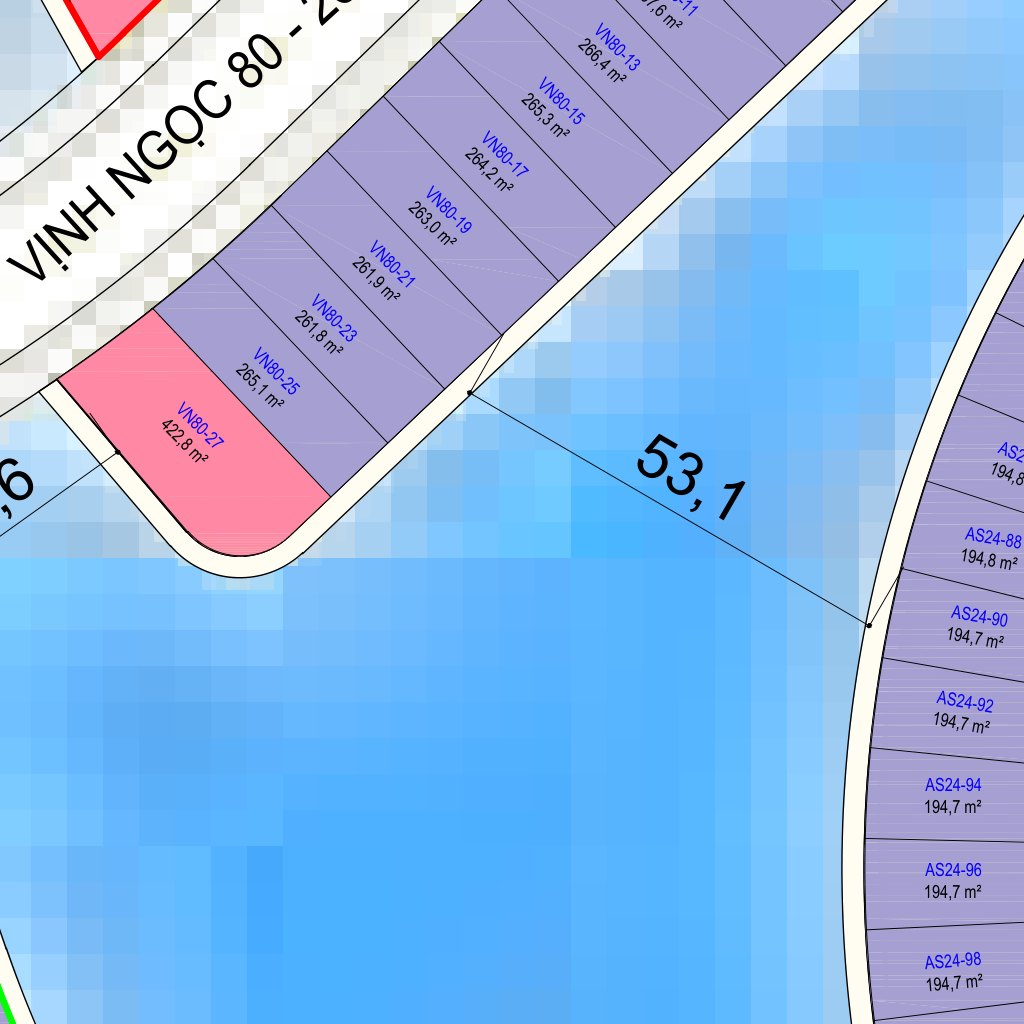 VỊNH NGỌC 80 - 2
VN80-13
266,4 m²
VN80-15
265,3 m²
VN80-17
264,2 m²
VN80-19
263,0 m²
VN80-21
261,9 m²
VN80-23
261,8 m²
VN80-25
265,1 m²
VN80-27
422,8 m²
,6
53,1
194,8
AS24-88
194,8 m²
AS24-90
194,7 m²
AS24-92
194,7 m²
AS24-94
194,7 m²
AS24-96
194,7 m²
AS24-98
194,7 m²